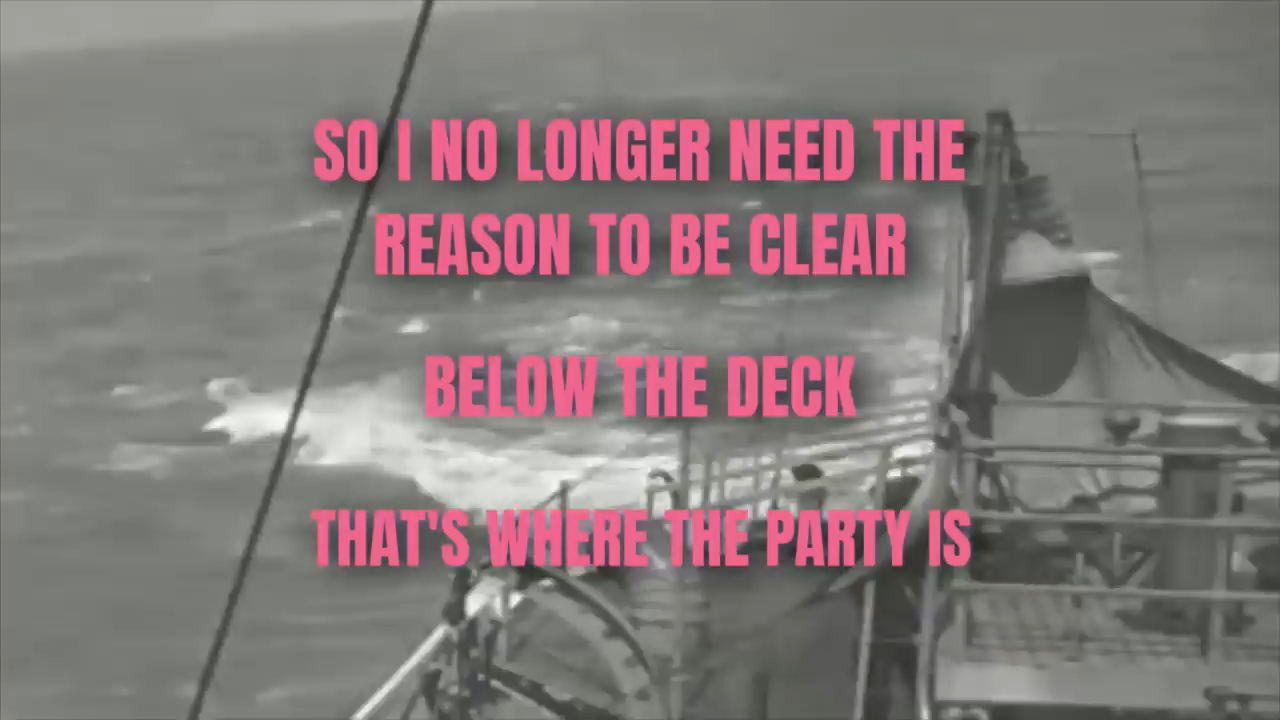 SO I NO LONGER NEED THE
REASON TO BE CLEAR
BELOW THE DECK
THAT'S WHERE THE PARTY IS